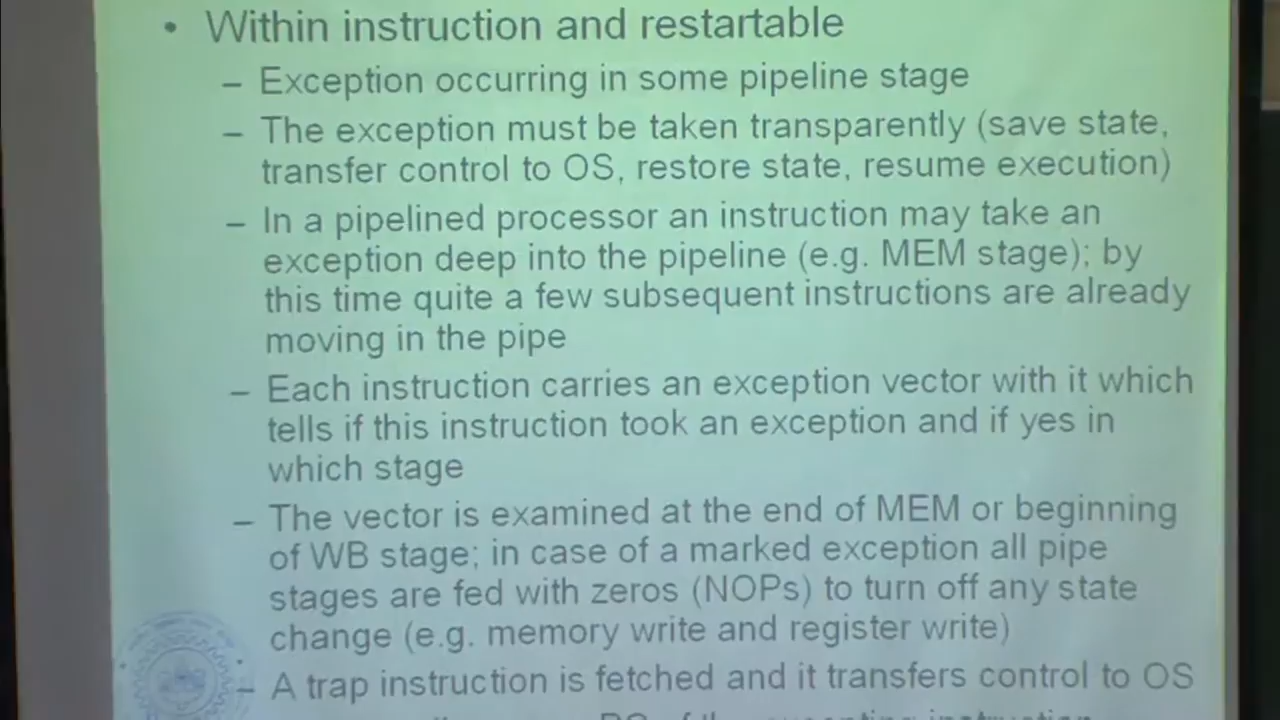 • Within instruction and restartable
– Exception occurring in some pipeline stage
– The exception must be taken transparently (save state,
transfer control to OS, restore state, resume execution)
– In a pipelined processor an instruction may take an
exception deep into the pipeline (e.g. MEM stage); by
this time quite a few subsequent instructions are already
moving in the pipe
– Each instruction carries an exception vector with it which
tells if this instruction took an exception and if yes in
which stage
– The vector is examined at the end of MEM or beginning
of WB stage; in case of a marked exception all pipe
stages are fed with zeros (NOPs) to turn off any state
change (e.g. memory write and register write)
– A trap instruction is fetched and it transfers control to OS